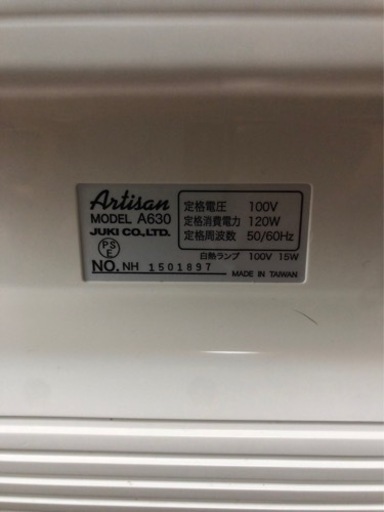 Artisan
MODEL A630
JUKI CO.,LTD.
PS
E
NO. NH 1501897
定格電圧 100V
定格消費電力 120W
定格周波数 50/60Hz
白熱ランプ 100V 15W
MADE IN TAIWAN